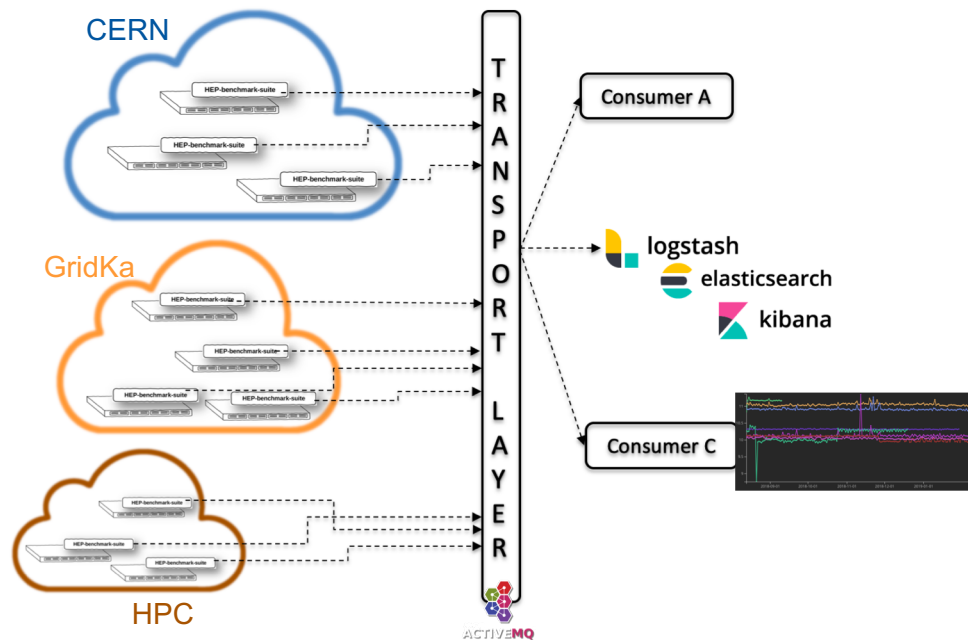 CERN
HEP-benchmark-suite
HEP-benchmark-suite
HEP-benchmark-suite
GridKa
HEP-benchmark-suite
HEP-benchmark-suite
HEP-benchmark-suite
HEP-benchmark-suite
HEP-benchmark-suite
HEP-benchmark-suite
HEP-benchmark-suite
HPC
TRANSPORT LAYER
ACTIVEMQ
Consumer A
logstash
elasticsearch
kibana
Consumer C